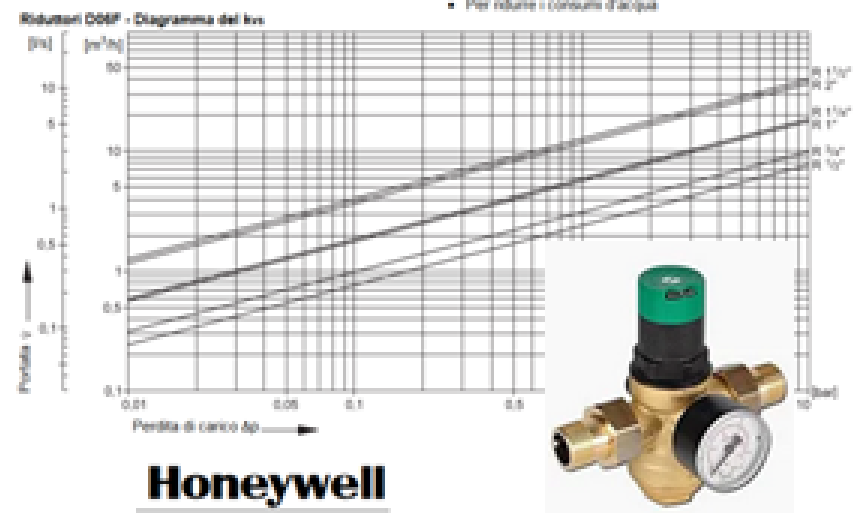 • Per ridurre i consumi d'acqua
Riduttori D06F - Diagramma del kvs
[l/s] [m³/h]
50
10
5
1
0.5
0.1
10
5
1
0.5
0.1
R 1½"
R 2"
R 1¼"
R 1"
R ¾"
R ½"
Portata
0.01 0.05 0.1 0.5 10 [bar]
Perdita di carico Δp
Honeywell